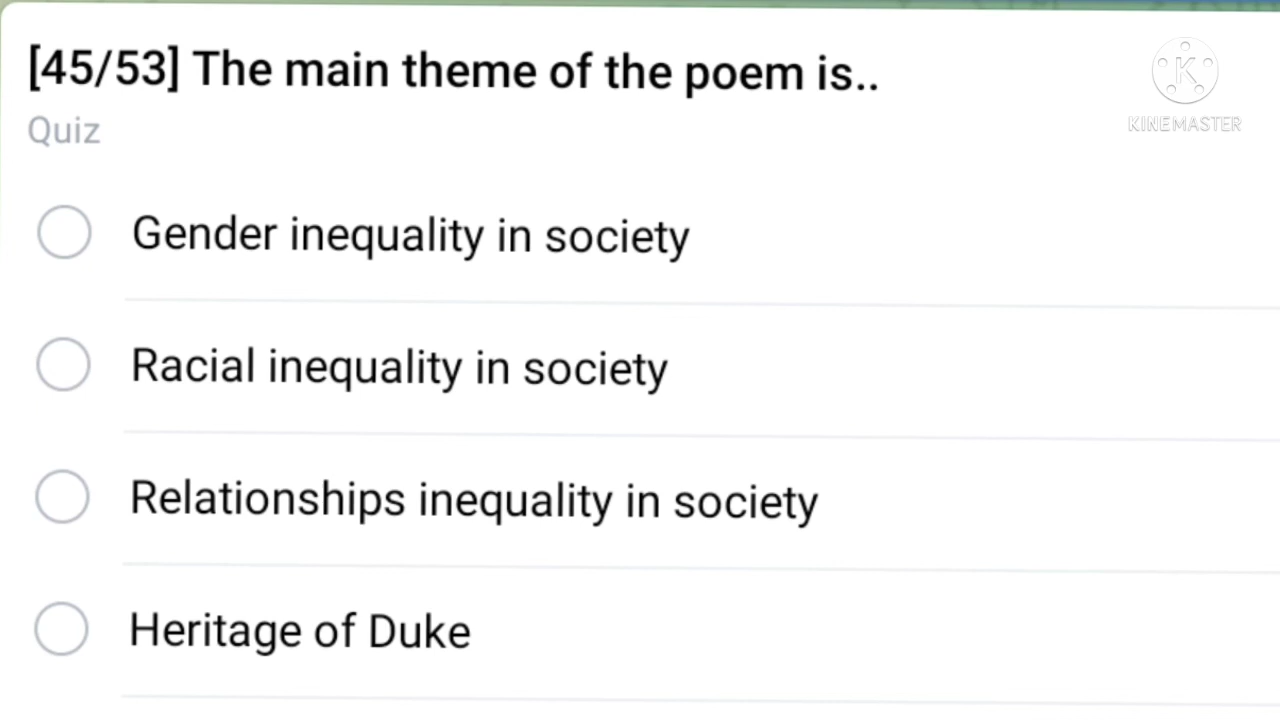 [45/53] The main theme of the poem is..
Quiz
KINEMASTER
Gender inequality in society
Racial inequality in society
Relationships inequality in society
Heritage of Duke